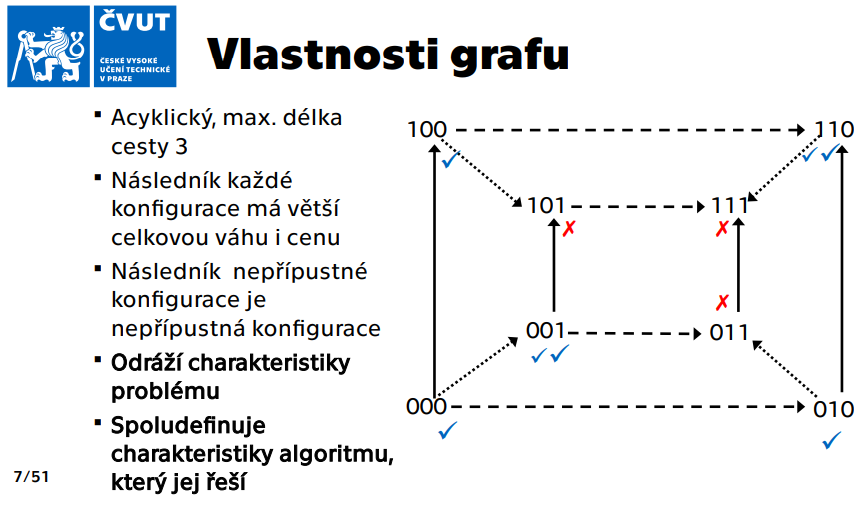 ČVUT
ČESKÉ VYSOKÉ
UČENÍ TECHNICKÉ
V PRAZE
Vlastnosti grafu
▪ Acyklický, max. délka
cesty 3
▪ Následník každé
konfigurace má větší
celkovou váhu i cenu
▪ Následník nepřípustné
konfigurace je
nepřípustná konfigurace
▪ Odráží charakteristiky
problému
▪ Spoludefinuje
charakteristiky algoritmu,
který jej řeší
100 110
✓ ✓✓
101 111
✗ ✗
✗
001 011
✓✓
000 010
✓ ✓
7/51